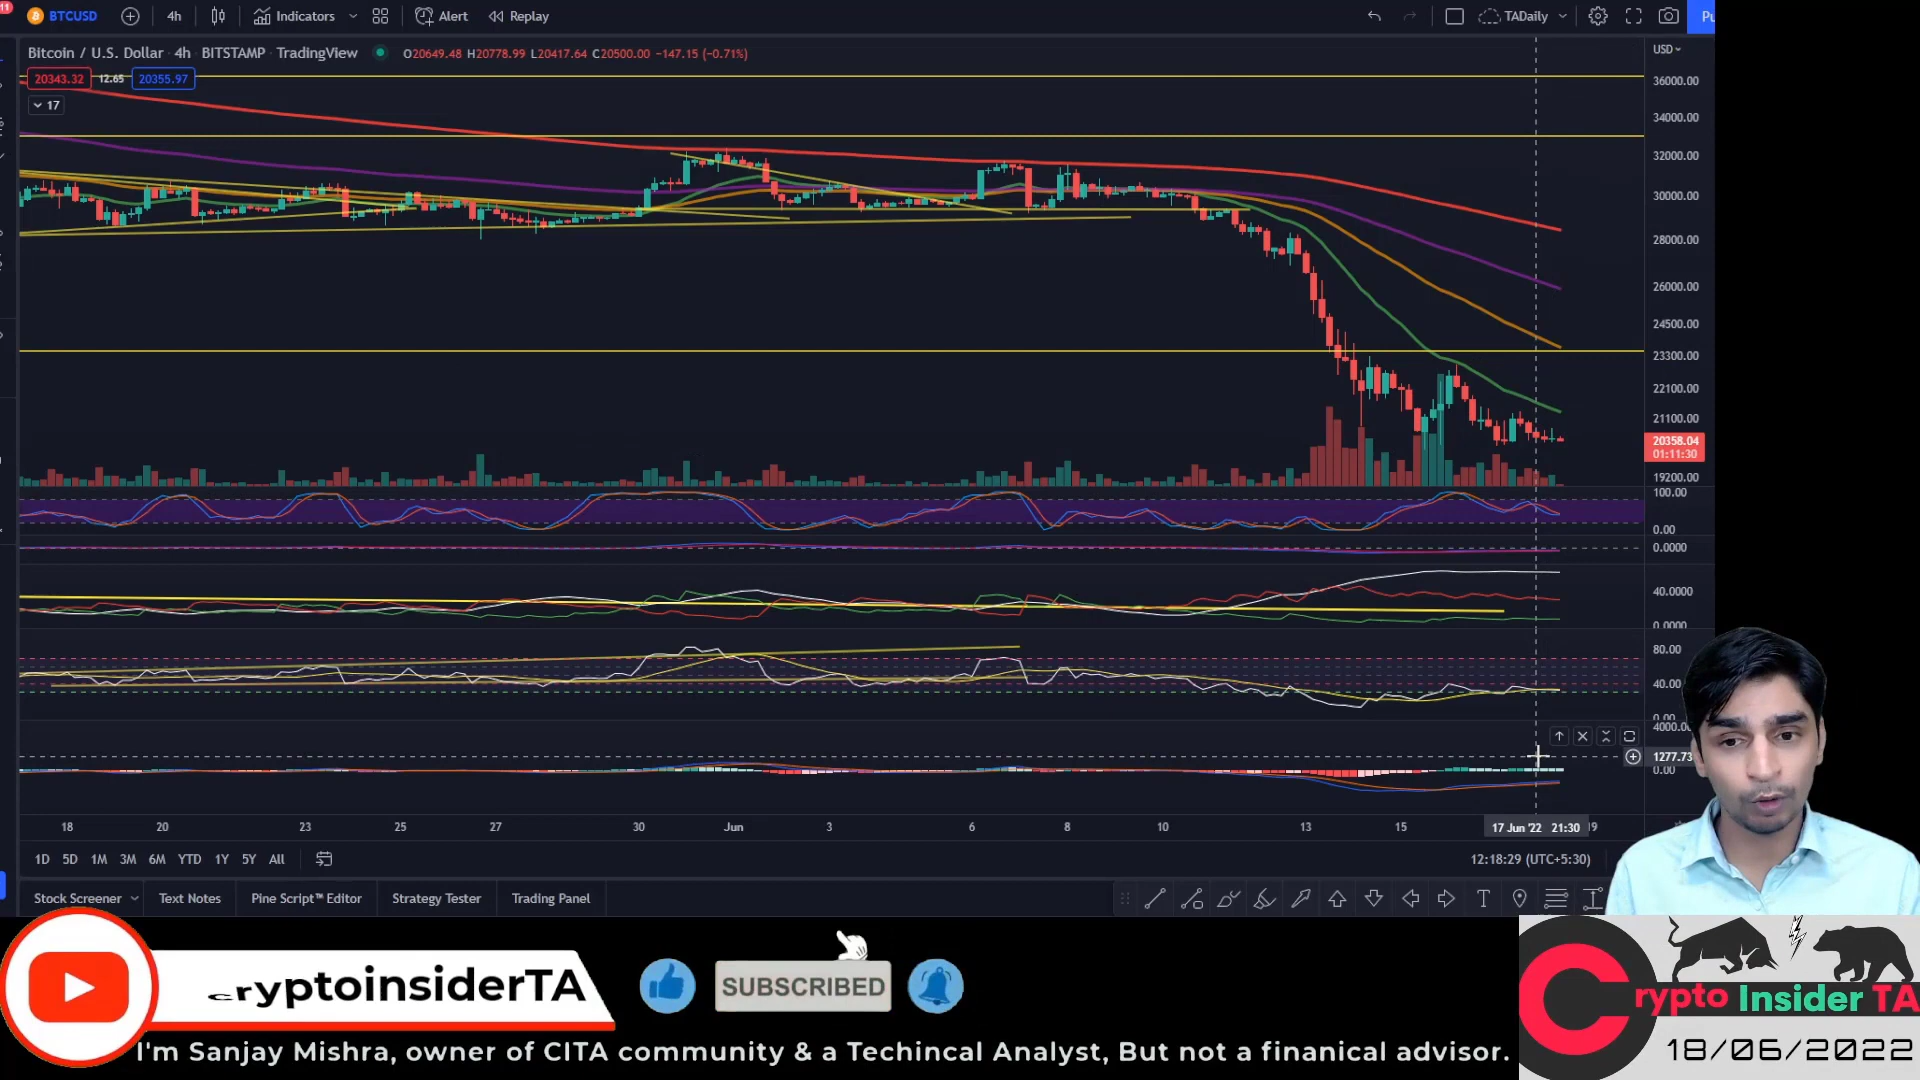 11
BTCUSD 4h Indicators Alert Replay TADaily Pu
Bitcoin / U.S. Dollar 4h BITSTAMP TradingView O20649.48 H20778.99 L20417.64 C20500.00 −147.15 (−0.71%)
20343.32 12.65 20355.97
17
USD
36000.00
34000.00
32000.00
30000.00
28000.00
26000.00
24500.00
23300.00
22100.00
21100.00
20358.04
01:11:30
19200.00
100.00
0.00
0.0000
40.0000
0.0000
80.00
40.00
0.00
4000.00
1277.73
0.00
18 20 23 25 27 30 Jun 3 6 8 10 13 15 17 Jun '22 21:30 19
1D 5D 1M 3M 6M YTD 1Y 5Y All 12:18:29 (UTC+5:30)
Stock Screener Text Notes Pine Script™ Editor Strategy Tester Trading Panel
cryptoinsiderTA SUBSCRIBED
Crypto Insider TA
I'm Sanjay Mishra, owner of CITA community & a Techincal Analyst, But not a finanical advisor.
18/06/2022